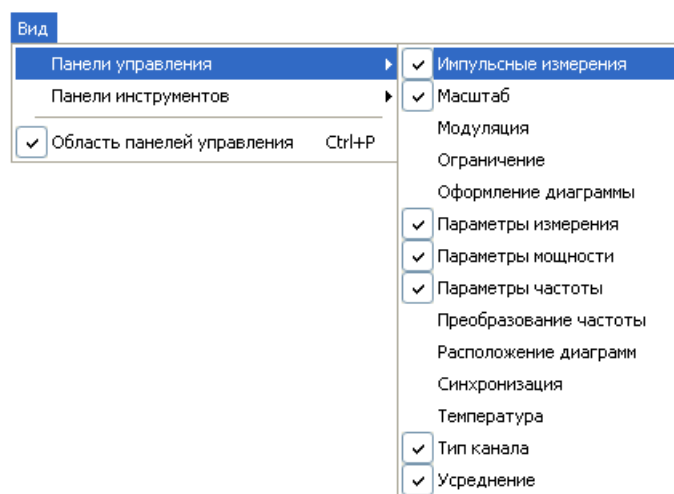 Вид
Панели управления
Панели инструментов
Область панелей управления Ctrl+P
Импульсные измерения
Масштаб
Модуляция
Ограничение
Оформление диаграммы
Параметры измерения
Параметры мощности
Параметры частоты
Преобразование частоты
Расположение диаграмм
Синхронизация
Температура
Тип канала
Усреднение